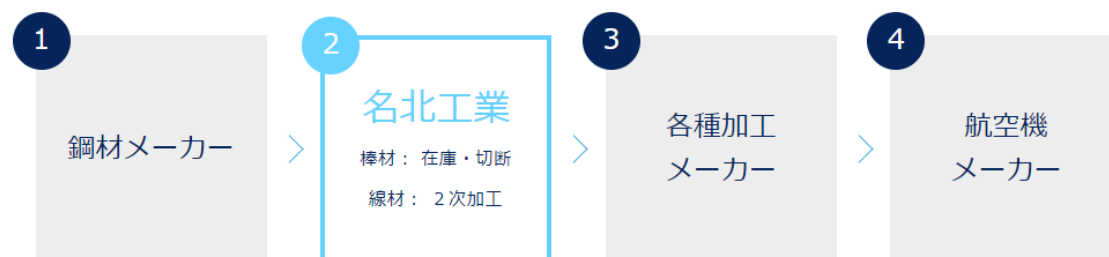 1
鋼材メーカー
2
名北工業
棒材： 在庫・切断
線材： ２次加工
3
各種加工
メーカー
4
航空機
メーカー